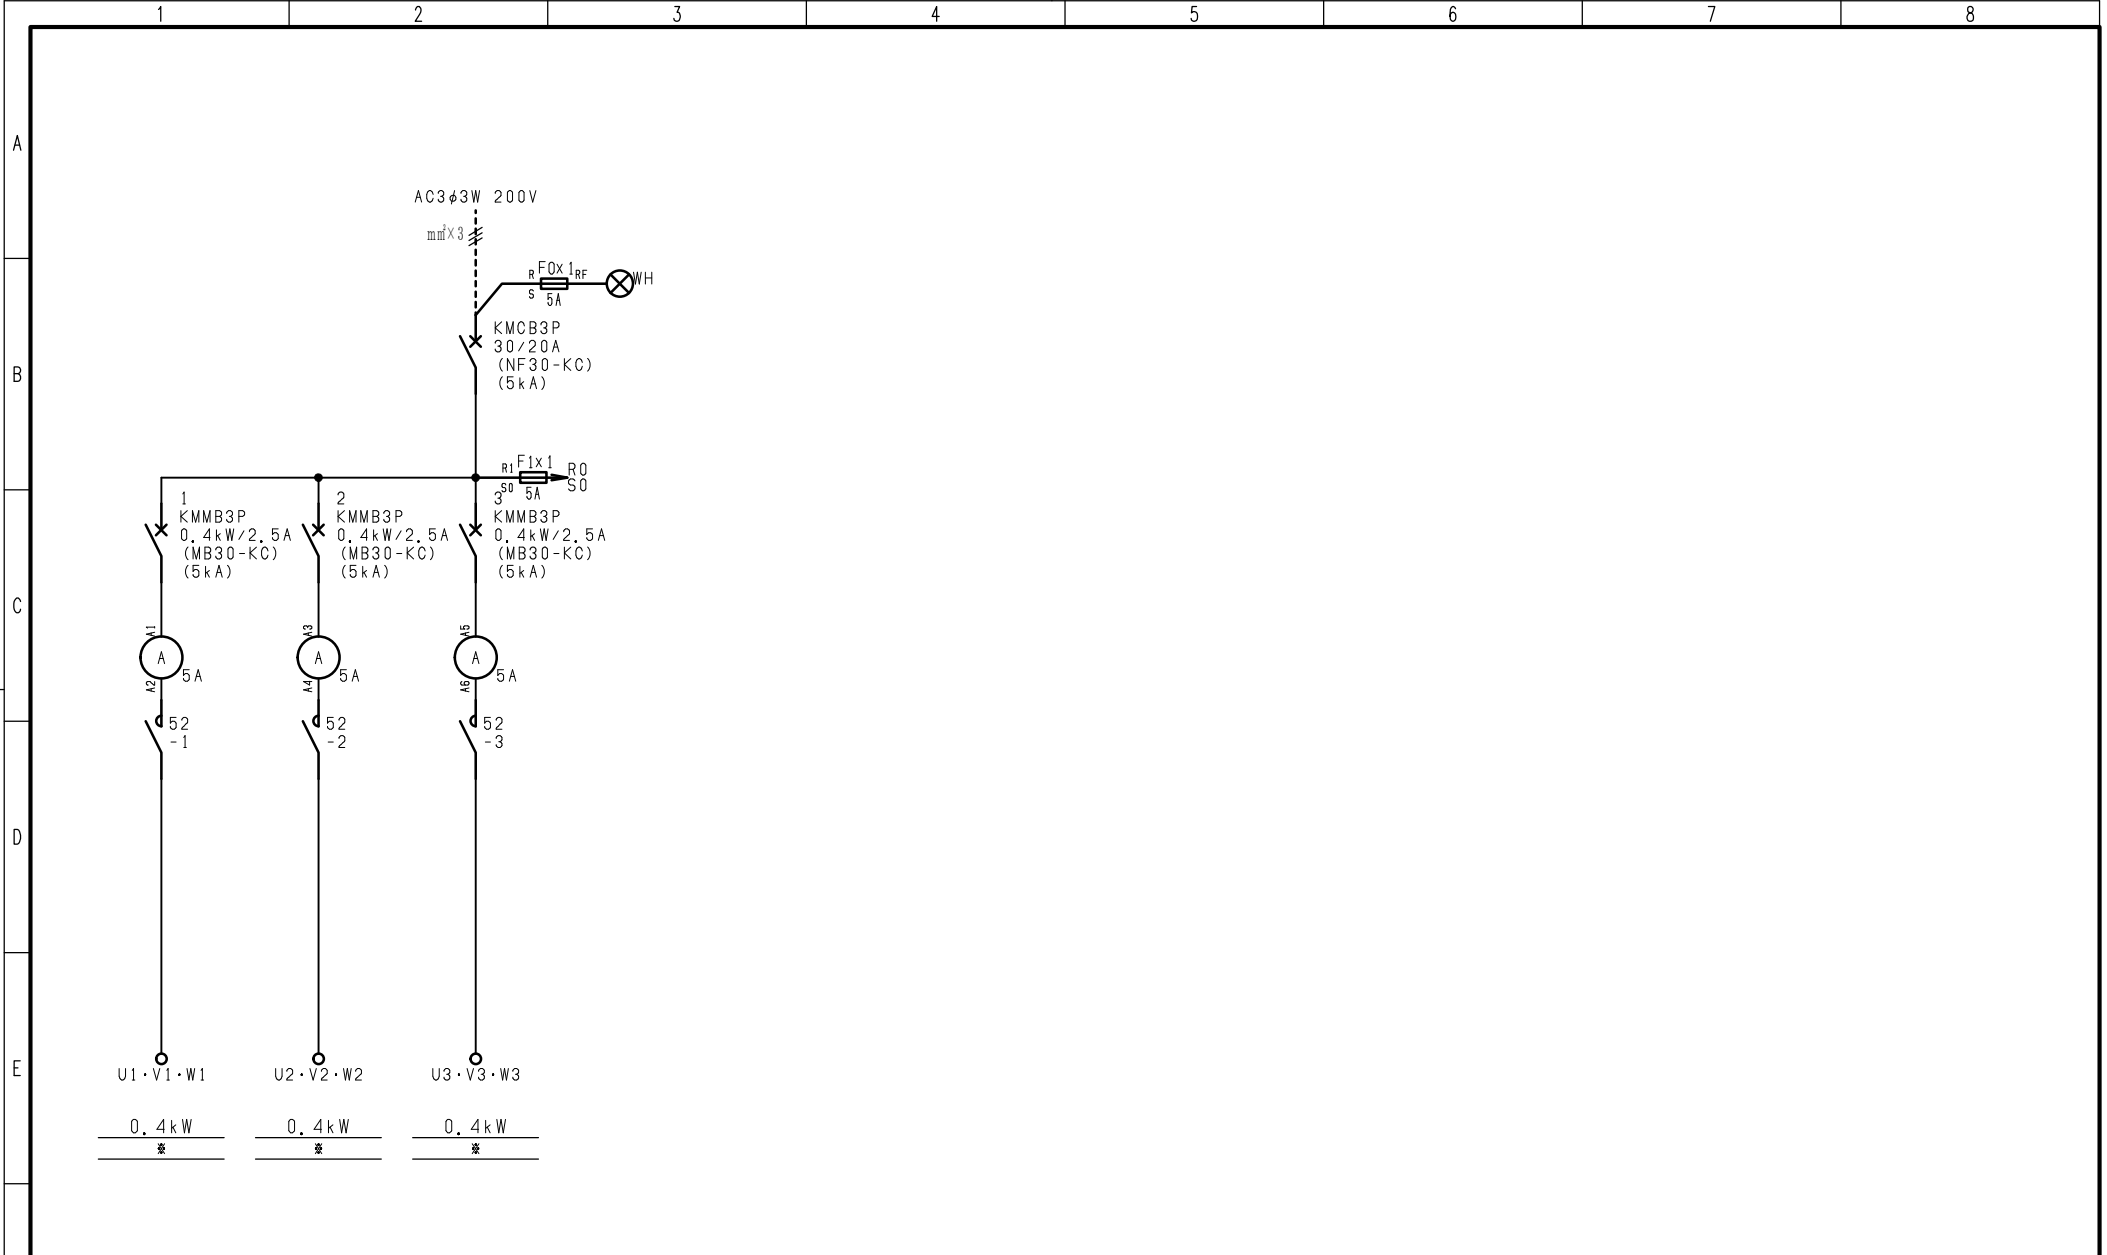 1 2 3 4 5 6 7 8
A
AC3φ3W 200V
mm²×3
R F0x1 RF
S 5A
WH
B
KMCB3P
30/20A
(NF30-KC)
(5kA)
R1 F1x1 R0
S0 5A S0
1
KMMB3P
0.4kW/2.5A
(MB30-KC)
(5kA)
2
KMMB3P
0.4kW/2.5A
(MB30-KC)
(5kA)
3
KMMB3P
0.4kW/2.5A
(MB30-KC)
(5kA)
C
A1
A
5A
A2
A3
A
5A
A4
A5
A
5A
A6
52
-1
52
-2
52
-3
D
E
U1・V1・W1
U2・V2・W2
U3・V3・W3
0.4kW
0.4kW
0.4kW